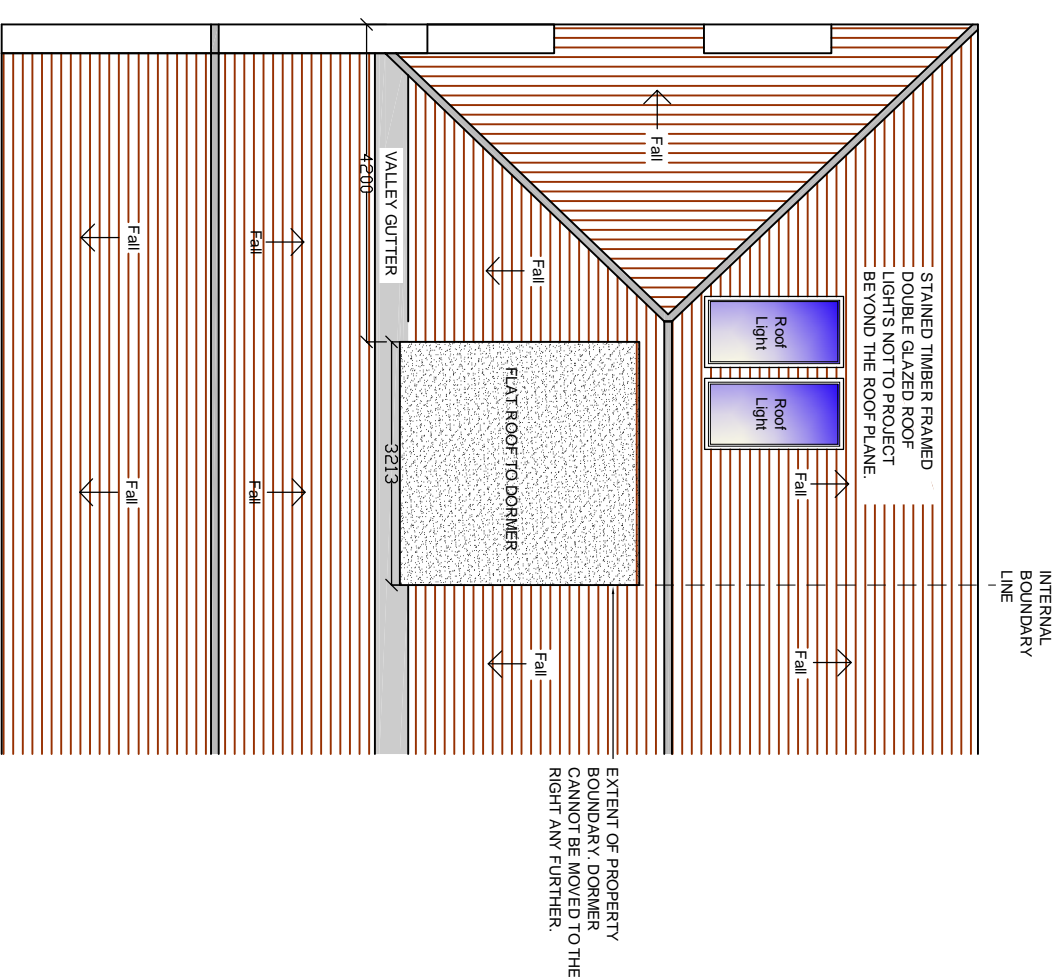 INTERNAL
BOUNDARY
LINE
STAINED TIMBER FRAMED
DOUBLE GLAZED ROOF
LIGHTS NOT TO PROJECT
BEYOND THE ROOF PLANE.
Roof
Light
Roof
Light
Fall
Fall
Fall
Fall
Fall
FLAT ROOF TO DORMER
EXTENT OF PROPERTY
BOUNDARY. DORMER
CANNOT BE MOVED TO THE
RIGHT ANY FURTHER.
VALLEY GUTTER
4200
3213
Fall
Fall
Fall
Fall